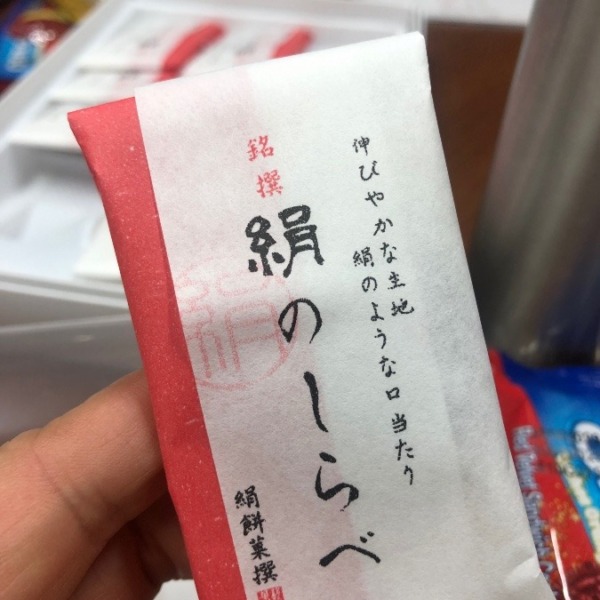 伸びやかな生地
絹のような口当たり
銘撰
絹のしらべ
絹餅菓撰
絹